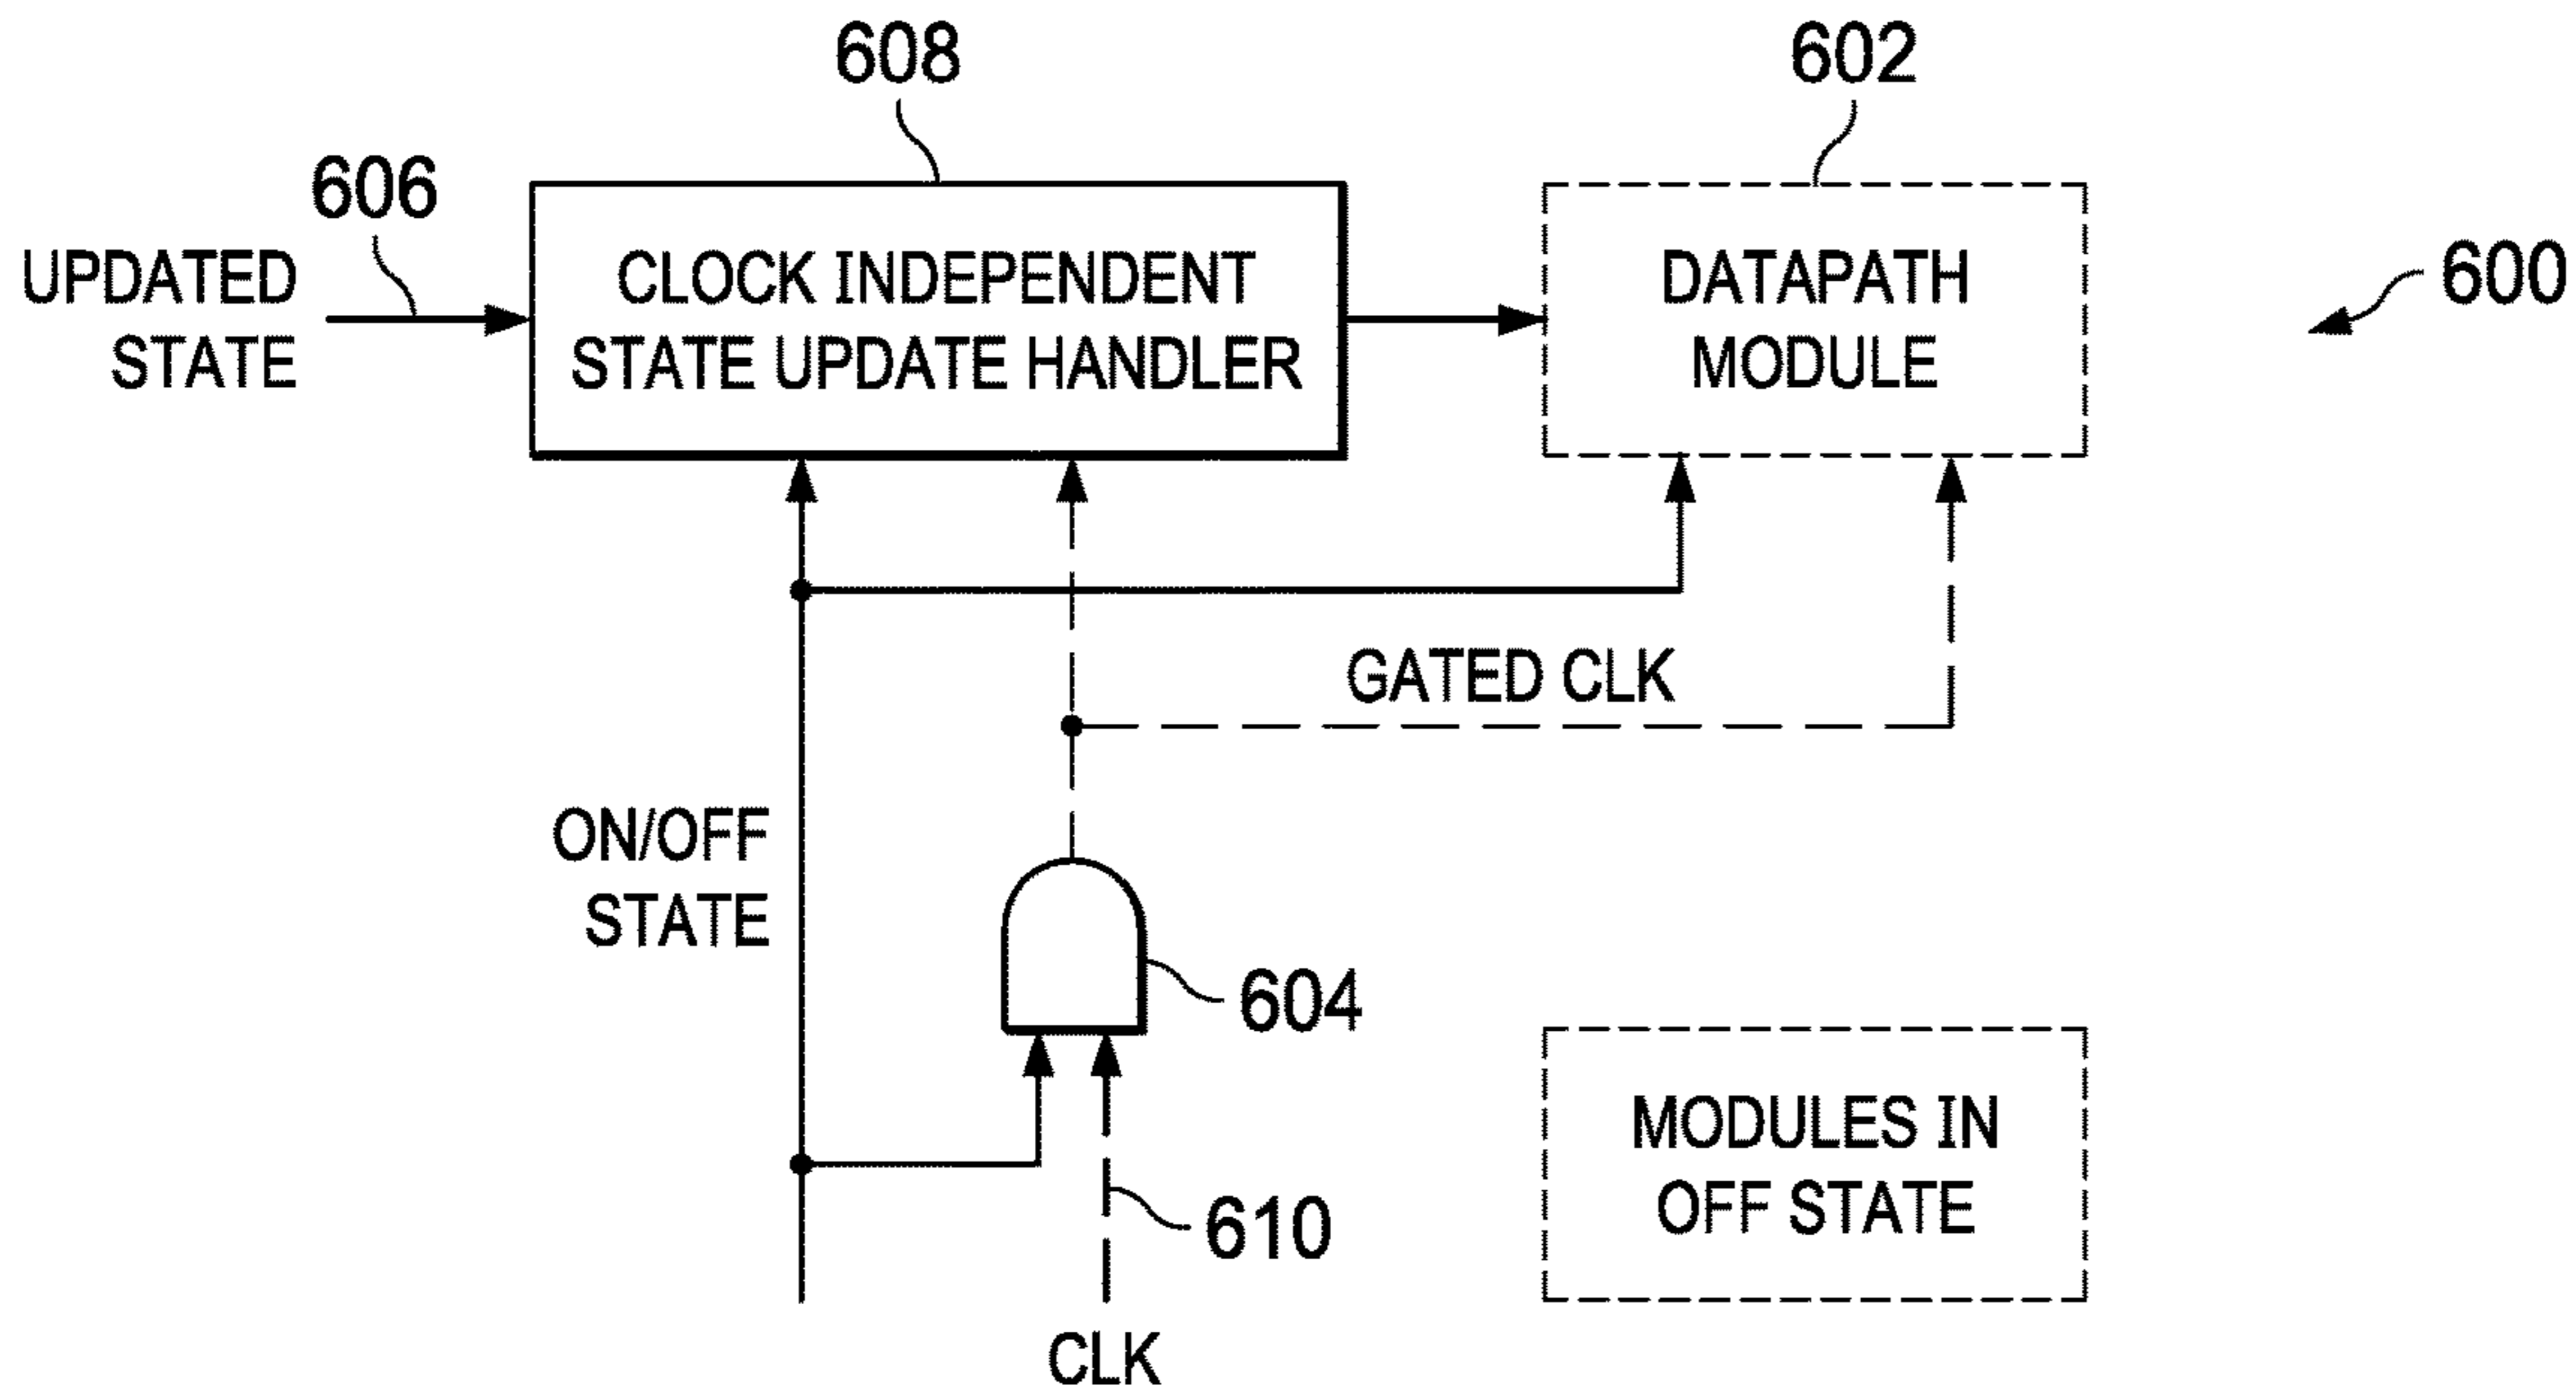 608
602
606
UPDATED
STATE
CLOCK INDEPENDENT
STATE UPDATE HANDLER
DATAPATH
MODULE
600
GATED CLK
ON/OFF
STATE
604
610
CLK
MODULES IN
OFF STATE